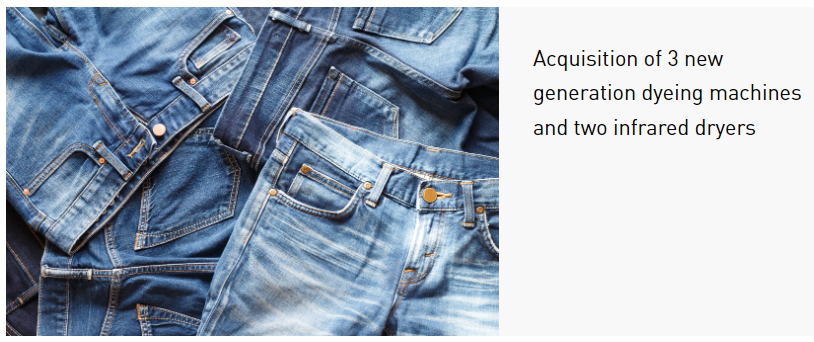 Acquisition of 3 new
generation dyeing machines
and two infrared dryers